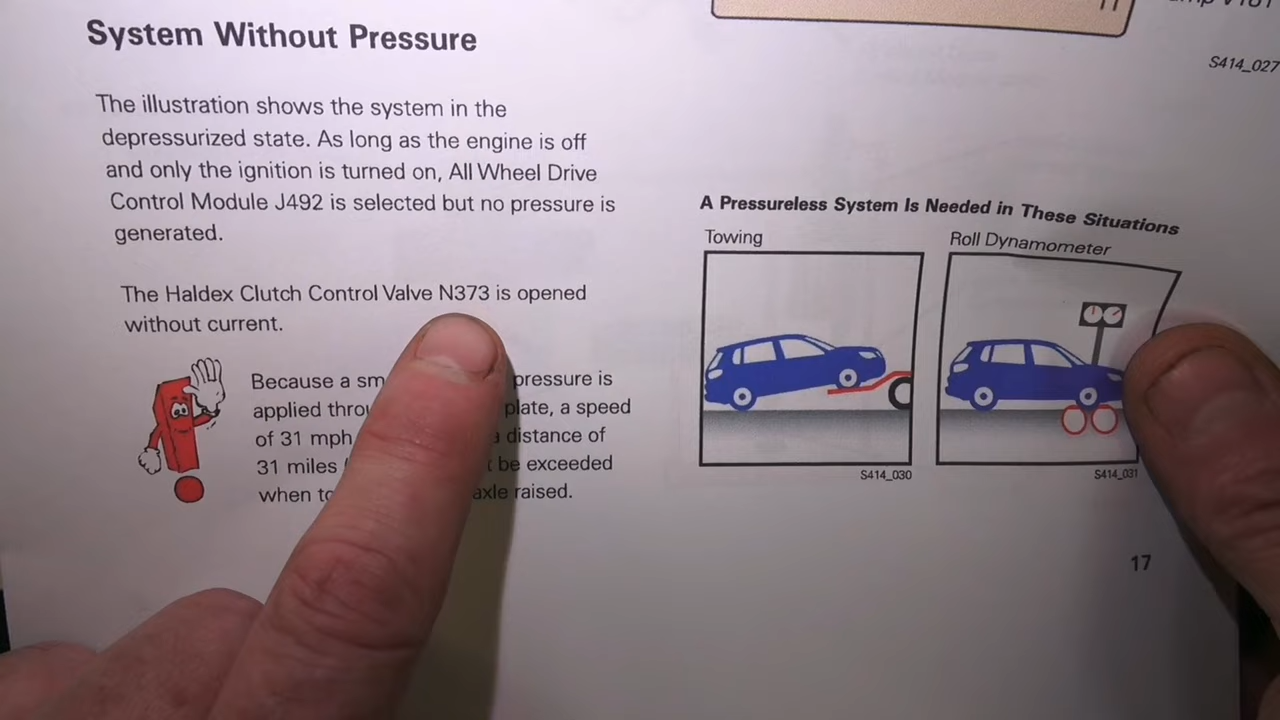 System Without Pressure
The illustration shows the system in the
depressurized state. As long as the engine is off
and only the ignition is turned on, All Wheel Drive
Control Module J492 is selected but no pressure is
generated.
The Haldex Clutch Control Valve N373 is opened
without current.
Because a sm pressure is
applied throu plate, a speed
of 31 mph a distance of
31 miles be exceeded
when to axle raised.
V181
S414_027
A Pressureless System Is Needed in These Situations
Towing
Roll Dynamometer
S414_030
S414_031
17